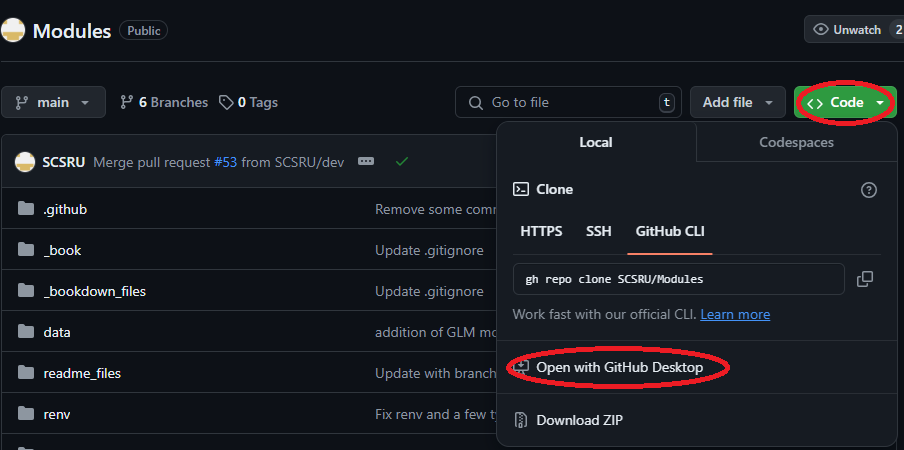 Modules Public
Unwatch 2
main 6 Branches 0 Tags Go to file t Add file Code
Local Codespaces
SCSRU Merge pull request #53 from SCSRU/dev
Clone
.github Remove some comm
HTTPS SSH GitHub CLI
_book Update .gitignore
gh repo clone SCSRU/Modules
_bookdown_files Update .gitignore
Work fast with our official CLI. Learn more
data addition of GLM mo
Open with GitHub Desktop
readme_files Update with branch
renv Fix renv and a few ty
Download ZIP